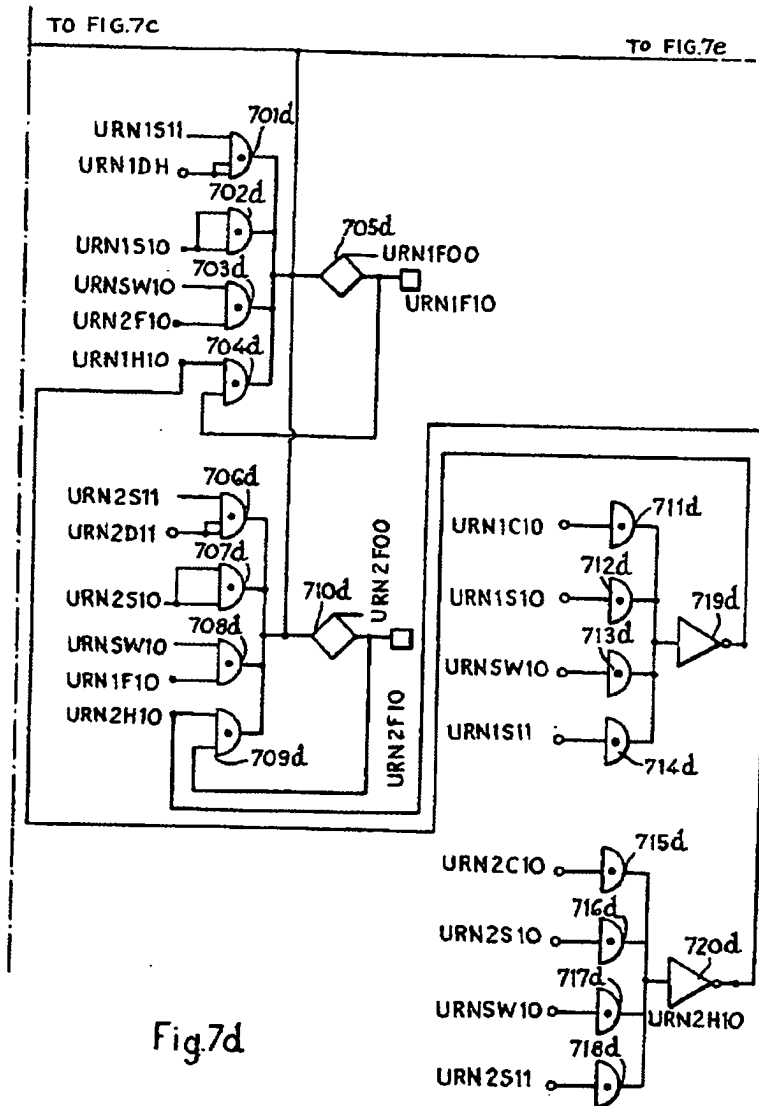 TO FIG.7c
TO FIG.7e
URN1S11
701d
URN1DH
702d
URN1S10
705d
URN1F00
URNSW10
703d
URN1F10
URN2F10
URN1H10
704d
URN2S11
706d
URN2D11
707d
URN2S10
710d
URN2F00
URNSW10
708d
URN1F10
URN2H10
709d
URN2F10
URN1C10
711d
URN1S10
712d
719d
URNSW10
713d
URN1S11
714d
URN2C10
715d
URN2S10
716d
720d
URNSW10
717d
URN2H10
URN2S11
718d
Fig.7d